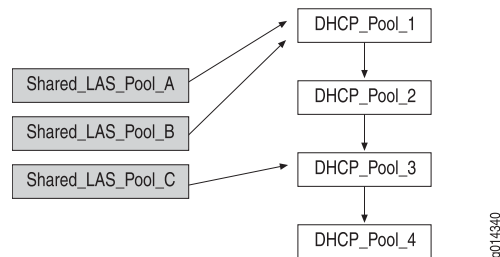 DHCP_Pool_1
Shared_LAS_Pool_A
DHCP_Pool_2
Shared_LAS_Pool_B
Shared_LAS_Pool_C
DHCP_Pool_3
DHCP_Pool_4
g014340